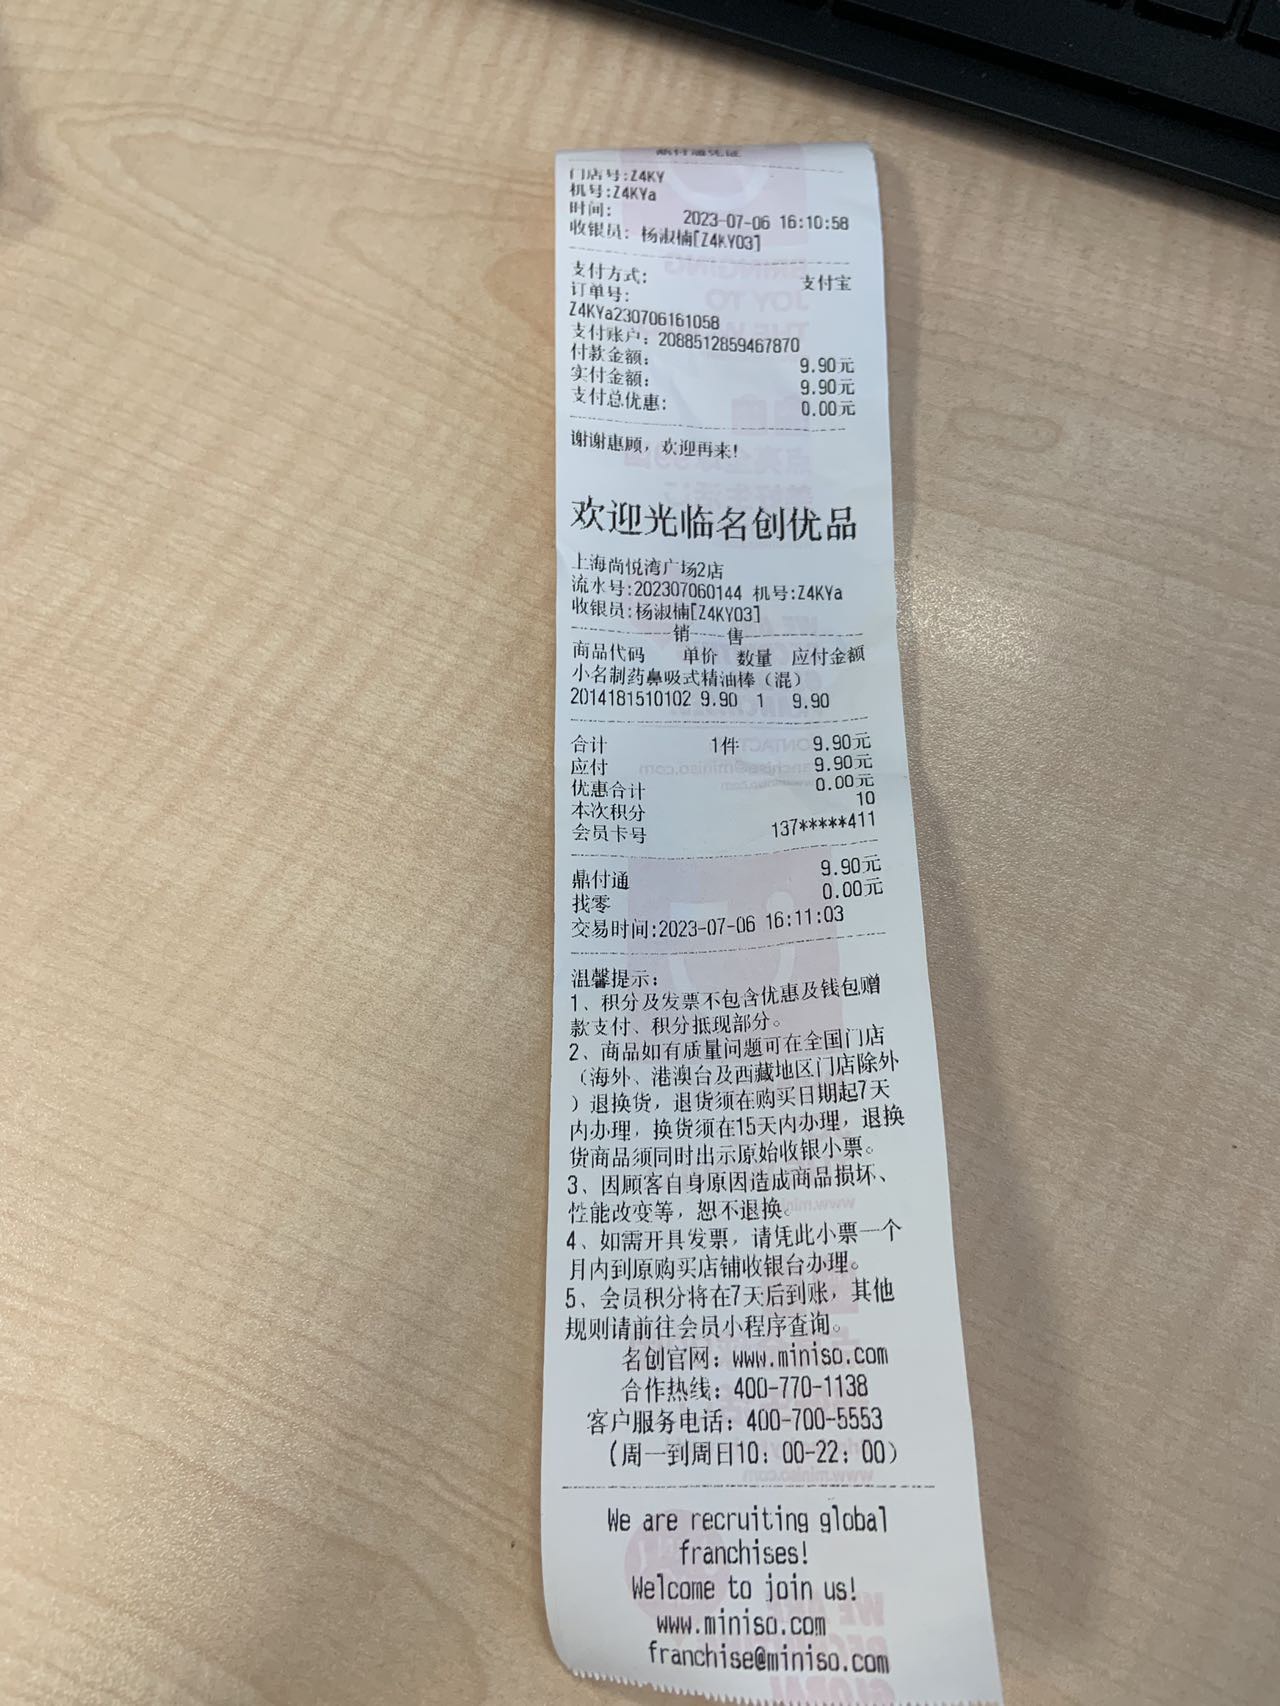 鼎付通凭证
门店号:Z4KY
机号:Z4KYa
时间: 2023-07-06 16:10:58
收银员: 杨淑楠[Z4KY03]
支付方式: 支付宝
订单号:
Z4KYa230706161058
支付账户: 2088512859467870
付款金额: 9.90元
实付金额: 9.90元
支付总优惠: 0.00元
谢谢惠顾，欢迎再来!
欢迎光临名创优品
上海尚悦湾广场2店
流水号:202307060144 机号:Z4KYa
收银员:杨淑楠[Z4KY03]
销 售
商品代码 单价 数量 应付金额
小名制药鼻吸式精油棒（混）
2014181510102 9.90 1 9.90
合计 1件 9.90元
应付 9.90元
优惠合计 0.00元
本次积分 10
会员卡号 137*****411
鼎付通 9.90元
找零 0.00元
交易时间:2023-07-06 16:11:03
温馨提示:
1、积分及发票不包含优惠及钱包赠
款支付、积分抵现部分。
2、商品如有质量问题可在全国门店
（海外、港澳台及西藏地区门店除外
）退换货，退货须在购买日期起7天
内办理，换货须在15天内办理，退换
货商品须同时出示原始收银小票。
3、因顾客自身原因造成商品损坏、
性能改变等，恕不退换。
4、如需开具发票，请凭此小票一个
月内到原购买店铺收银台办理。
5、会员积分将在7天后到账，其他
规则请前往会员小程序查询。
名创官网: www.miniso.com
合作热线: 400-770-1138
客户服务电话: 400-700-5553
(周一到周日10：00-22：00)
We are recruiting global
franchises!
Welcome to join us!
www.miniso.com
franchise@miniso.com